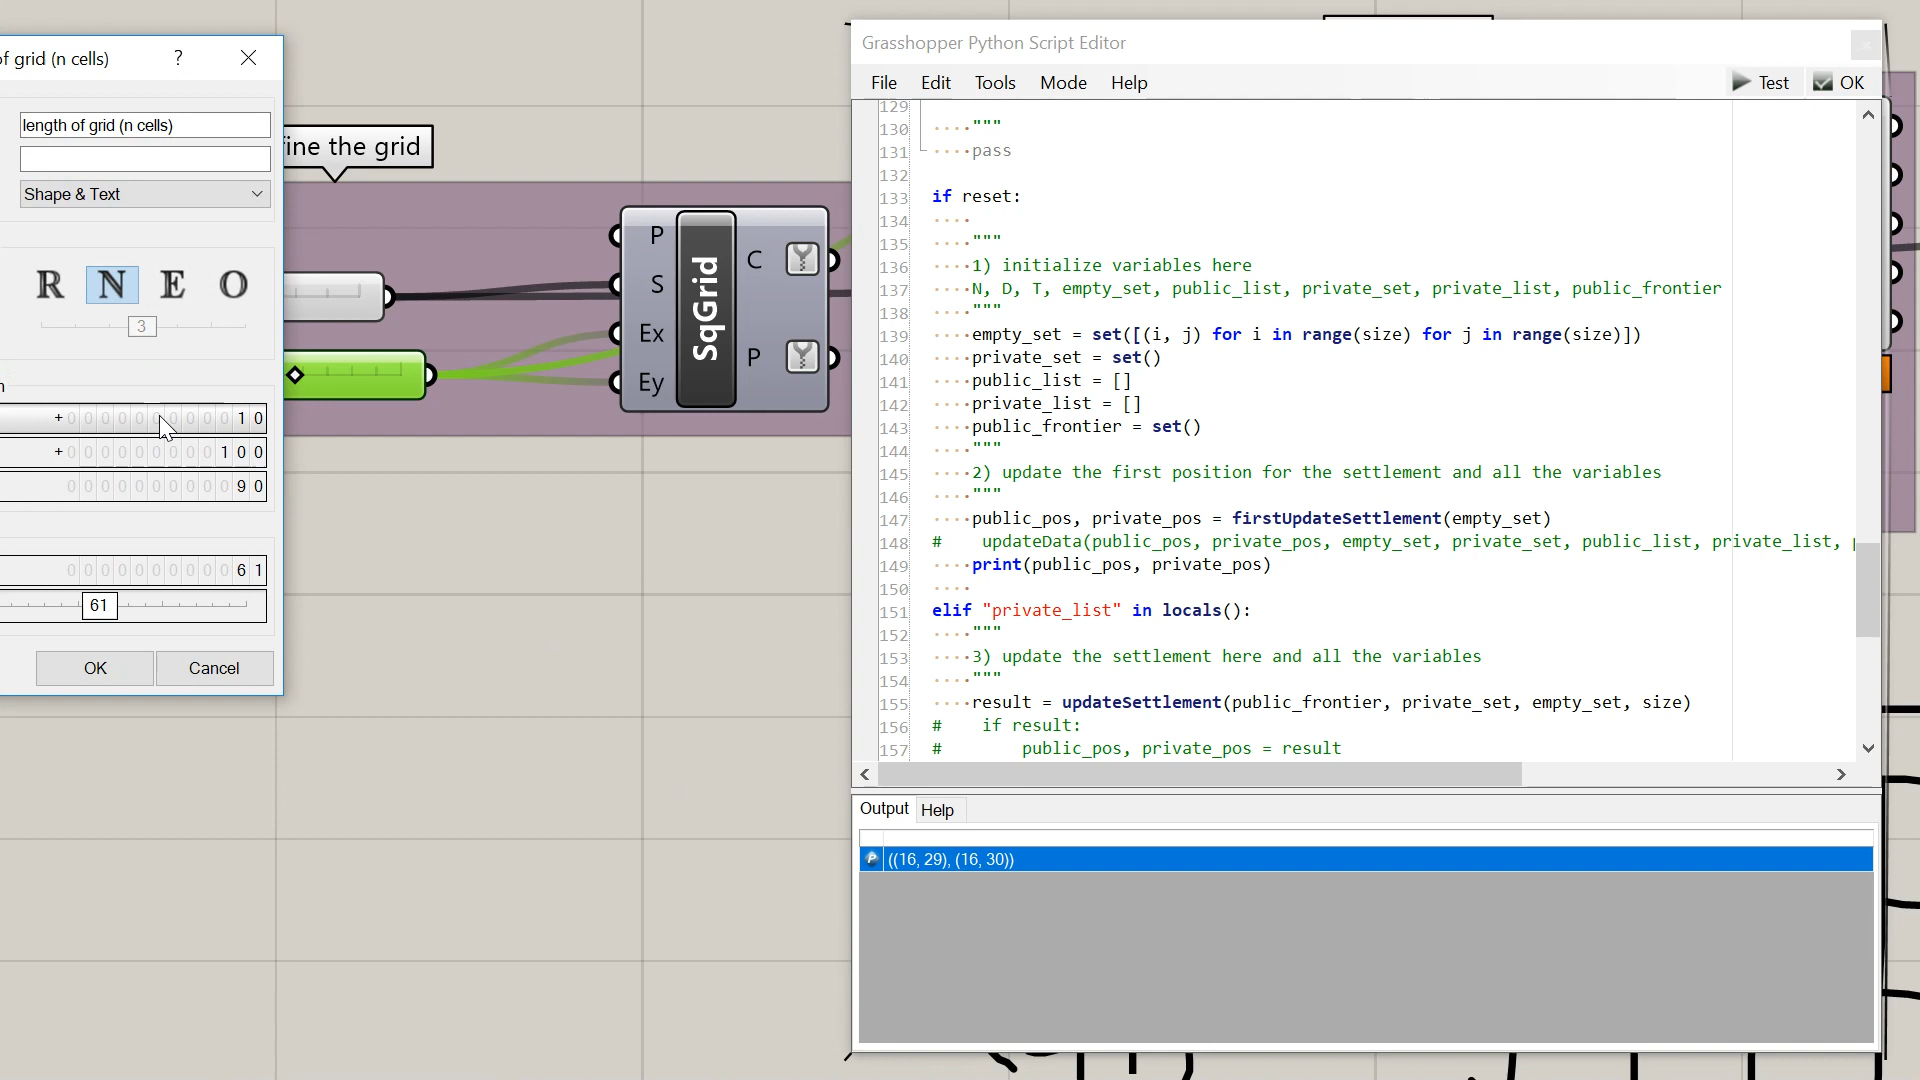 of grid (n cells) ?
length of grid (n cells)
Shape & Text
R N E O
3
+ 0 0 0 0 0 0 0 0 0 0 1 0
+ 0 0 0 0 0 0 0 0 0 1 0 0
0 0 0 0 0 0 0 0 0 0 9 0
0 0 0 0 0 0 0 0 0 0 6 1
61
OK Cancel
fine the grid
P
S
Ex
Ey
SqGrid
C
P
Grasshopper Python Script Editor
File Edit Tools Mode Help Test OK
129
130 ····"""
131 ····pass
132
133 if reset:
134 ····
135 ····"""
136 ····1) initialize variables here
137 ····N, D, T, empty_set, public_list, private_set, private_list, public_frontier
138 ····"""
139 ····empty_set = set([(i, j) for i in range(size) for j in range(size)])
140 ····private_set = set()
141 ····public_list = []
142 ····private_list = []
143 ····public_frontier = set()
144 ····"""
145 ····2) update the first position for the settlement and all the variables
146 ····"""
147 ····public_pos, private_pos = firstUpdateSettlement(empty_set)
148 # updateData(public_pos, private_pos, empty_set, private_set, public_list, private_list,
149 ····print(public_pos, private_pos)
150 ····
151 elif "private_list" in locals():
152 ····"""
153 ····3) update the settlement here and all the variables
154 ····"""
155 ····result = updateSettlement(public_frontier, private_set, empty_set, size)
156 # if result:
157 # public_pos, private_pos = result
Output Help
((16, 29), (16, 30))